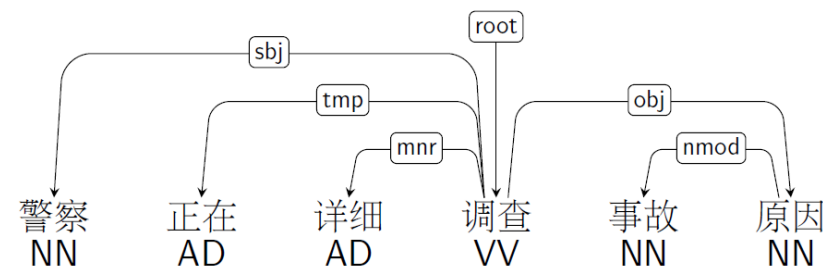 root
sbj
tmp obj
mnr nmod
警察 正在 详细 调查 事故 原因
NN AD AD VV NN NN